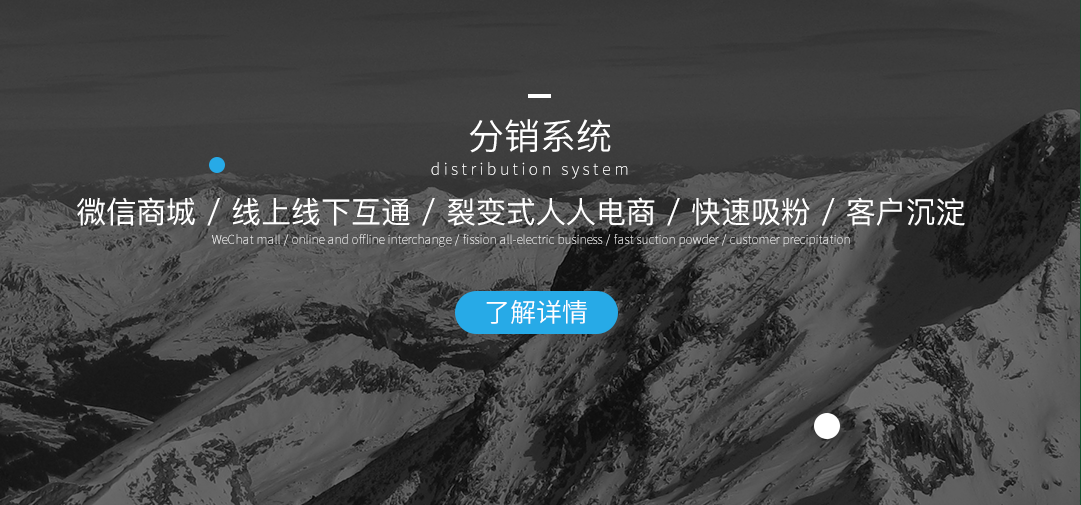 分销系统
distribution system
微信商城 / 线上线下互通 / 裂变式人人电商 / 快速吸粉 / 客户沉淀
WeChat mall / online and offline interchange / fission all-electric business / fast suction powder / customer precipitation
了解详情